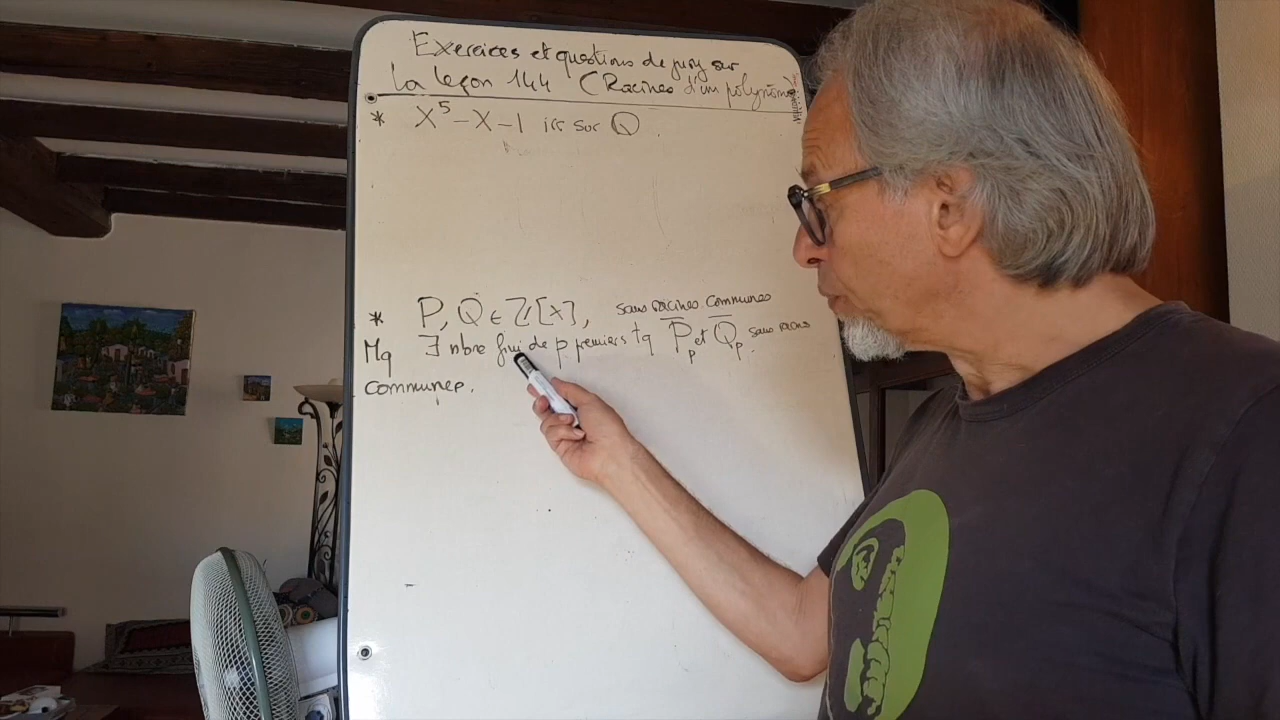 Exercices et questions de jury sur
la leçon 144 (Racines d'un polynôme)
* X⁵-X-1 irr sur Q
* P, Q ∈ Z[X], sans racines communes
Mq ∃ nbre fini de p premiers tq P̅p et Q̅p sans racines
communes.